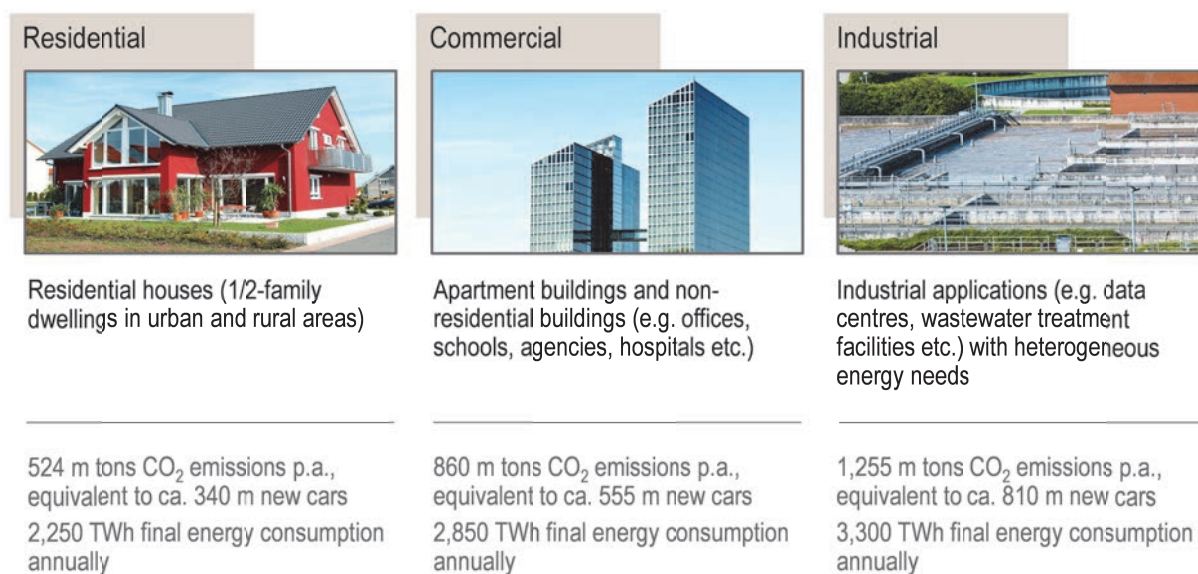 Residential
Residential houses (1/2-family
dwellings in urban and rural areas)
524 m tons CO₂ emissions p.a.,
equivalent to ca. 340 m new cars
2,250 TWh final energy consumption
annually
Commercial
Apartment buildings and non-
residential buildings (e.g. offices,
schools, agencies, hospitals etc.)
860 m tons CO₂ emissions p.a.,
equivalent to ca. 555 m new cars
2,850 TWh final energy consumption
annually
Industrial
Industrial applications (e.g. data
centres, wastewater treatment
facilities etc.) with heterogeneous
energy needs
1,255 m tons CO₂ emissions p.a.,
equivalent to ca. 810 m new cars
3,300 TWh final energy consumption
annually